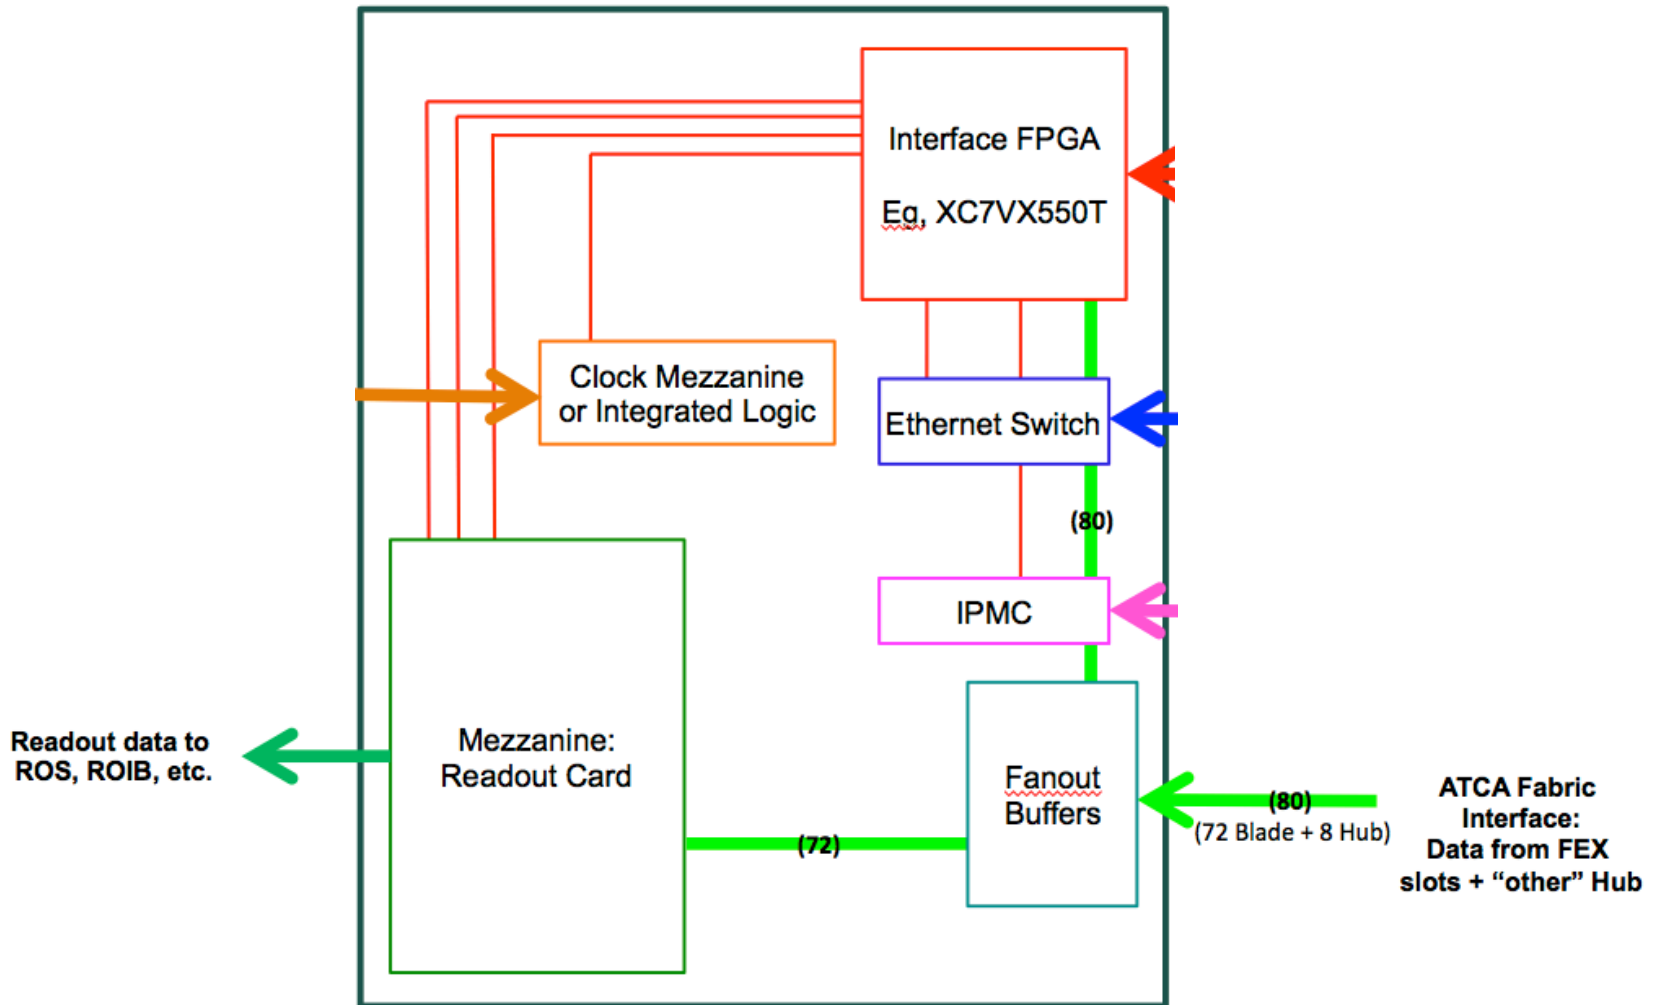 Interface FPGA
Eg, XC7VX550T
Clock Mezzanine
or Integrated Logic
Ethernet Switch
(80)
IPMC
Readout data to
ROS, ROIB, etc.
Mezzanine:
Readout Card
Fanout
Buffers
(72)
(80)
(72 Blade + 8 Hub)
ATCA Fabric
Interface:
Data from FEX
slots + “other” Hub